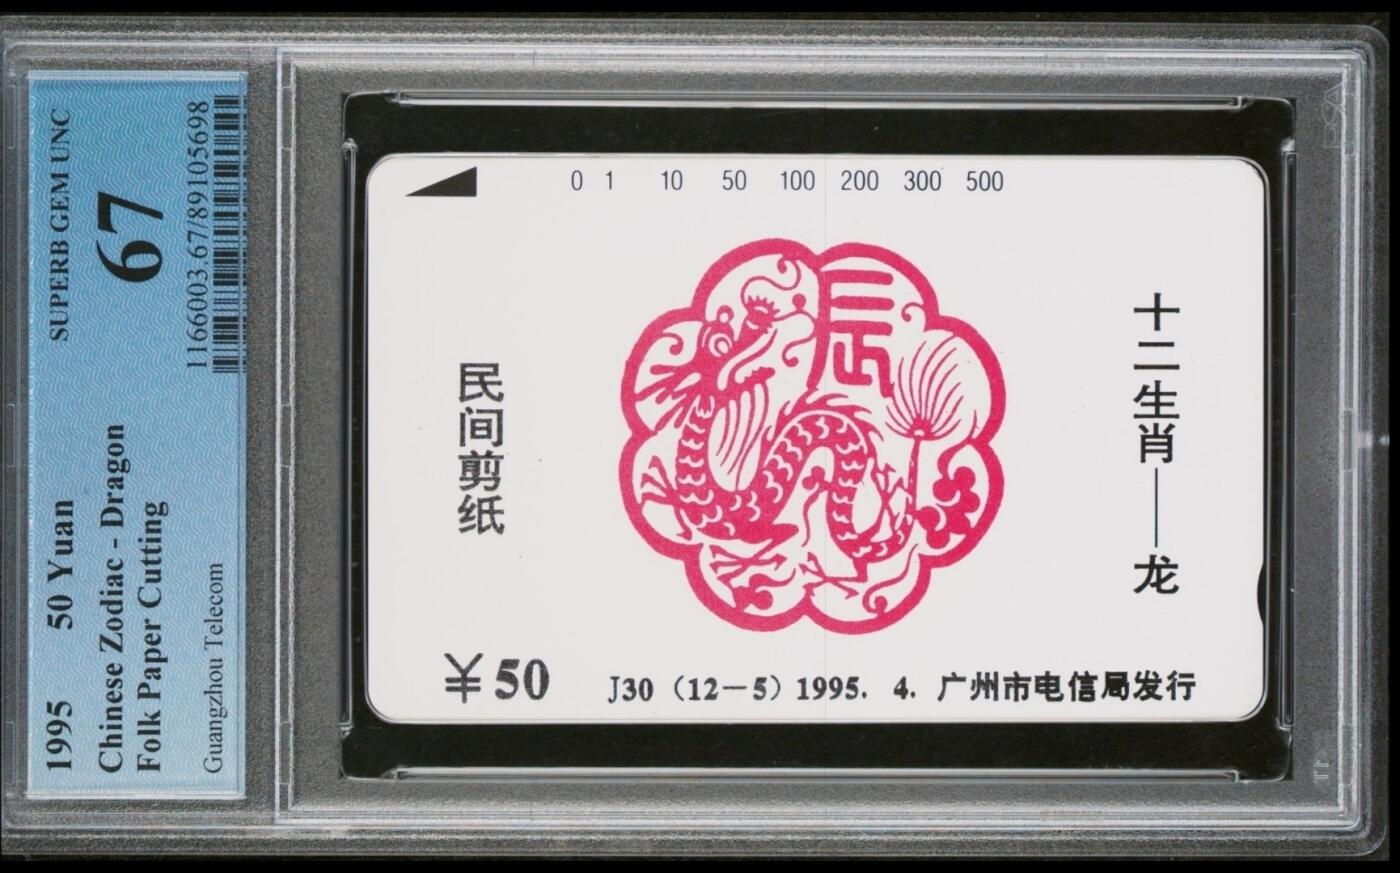 1995 50 Yuan
Chinese Zodiac - Dragon
Folk Paper Cutting
Guangzhou Telecom
SUPERB GEM UNC
67
1166003.67/89105698
0 1 10 50 100 200 300 500
辰
十二生肖——龙
民间剪纸
¥50
J30（12－5）1995. 4. 广州市电信局发行